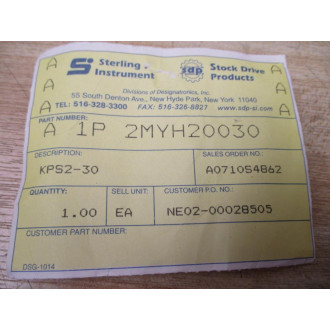 Si Sterling Instrument
sdp Stock Drive Products
Divisions of Designatronics, Inc.
55 South Denton Ave., New Hyde Park, New York 11040
TEL: 516-328-3300 FAX: 516-326-8827 www.sdp-si.com
A
A
A
A
PART NUMBER:
A 1P 2MYH20030
DESCRIPTION: SALES ORDER NO.:
KPS2-30 A071054862
QUANTITY: SELL UNIT: CUSTOMER P.O. NO.:
1.00 EA NE02-00028505
CUSTOMER PART NUMBER:
DSG-1014